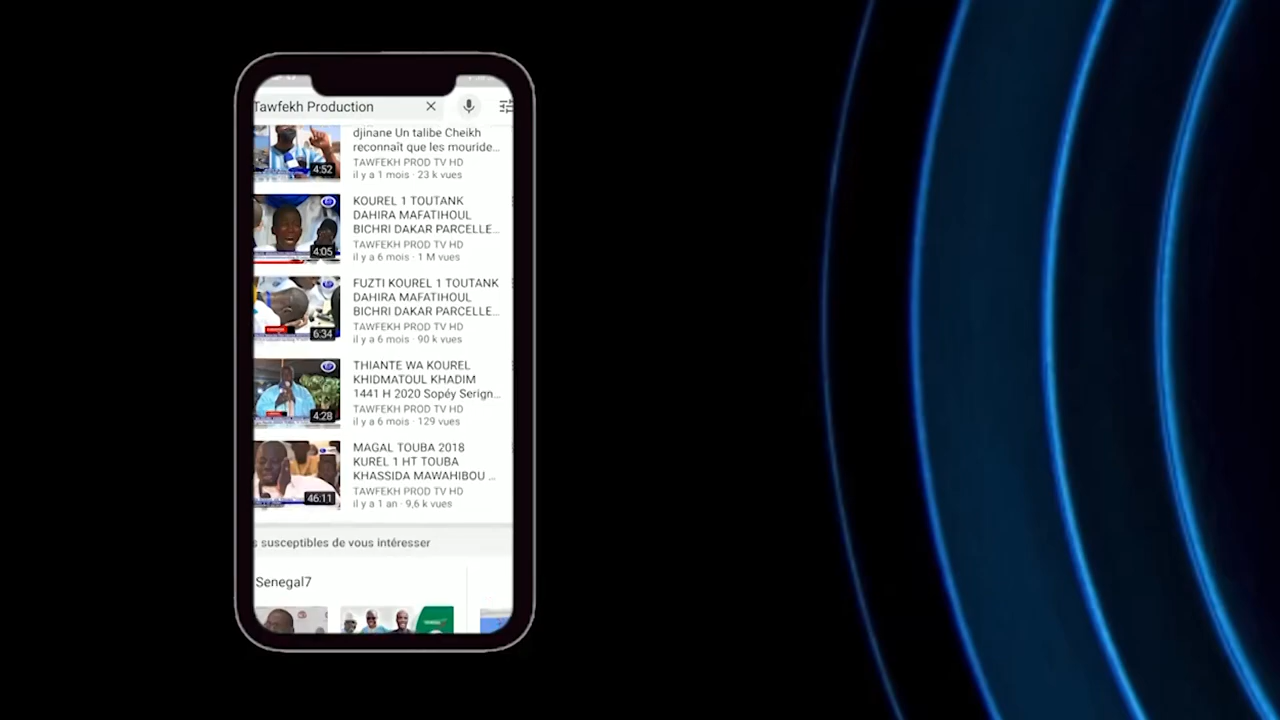 Tawfekh Production
djinane Un talibe Cheikh
reconnaît que les mouride...
TAWFEKH PROD TV HD
il y a 1 mois · 23 k vues
4:52
KOUREL 1 TOUTANK
DAHIRA MAFATIHOUL
BICHRI DAKAR PARCELLE...
TAWFEKH PROD TV HD
il y a 6 mois · 1 M vues
4:05
FUZTI KOUREL 1 TOUTANK
DAHIRA MAFATIHOUL
BICHRI DAKAR PARCELLE...
TAWFEKH PROD TV HD
il y a 6 mois · 90 k vues
6:34
THIANTE WA KOUREL
KHIDMATOUL KHADIM
1441 H 2020 Sopéy Serign...
TAWFEKH PROD TV HD
il y a 6 mois · 129 vues
4:28
MAGAL TOUBA 2018
KUREL 1 HT TOUBA
KHASSIDA MAWAHIBOU ...
TAWFEKH PROD TV HD
il y a 1 an · 9,6 k vues
46:11
s susceptibles de vous intéresser
Senegal7